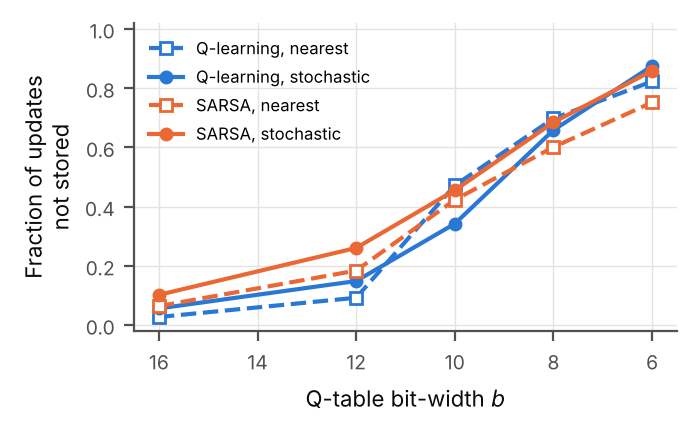 Fraction of updates
not stored
1.0
0.8
0.6
0.4
0.2
0.0
Q-learning, nearest
Q-learning, stochastic
SARSA, nearest
SARSA, stochastic
16 14 12 10 8 6
Q-table bit-width b